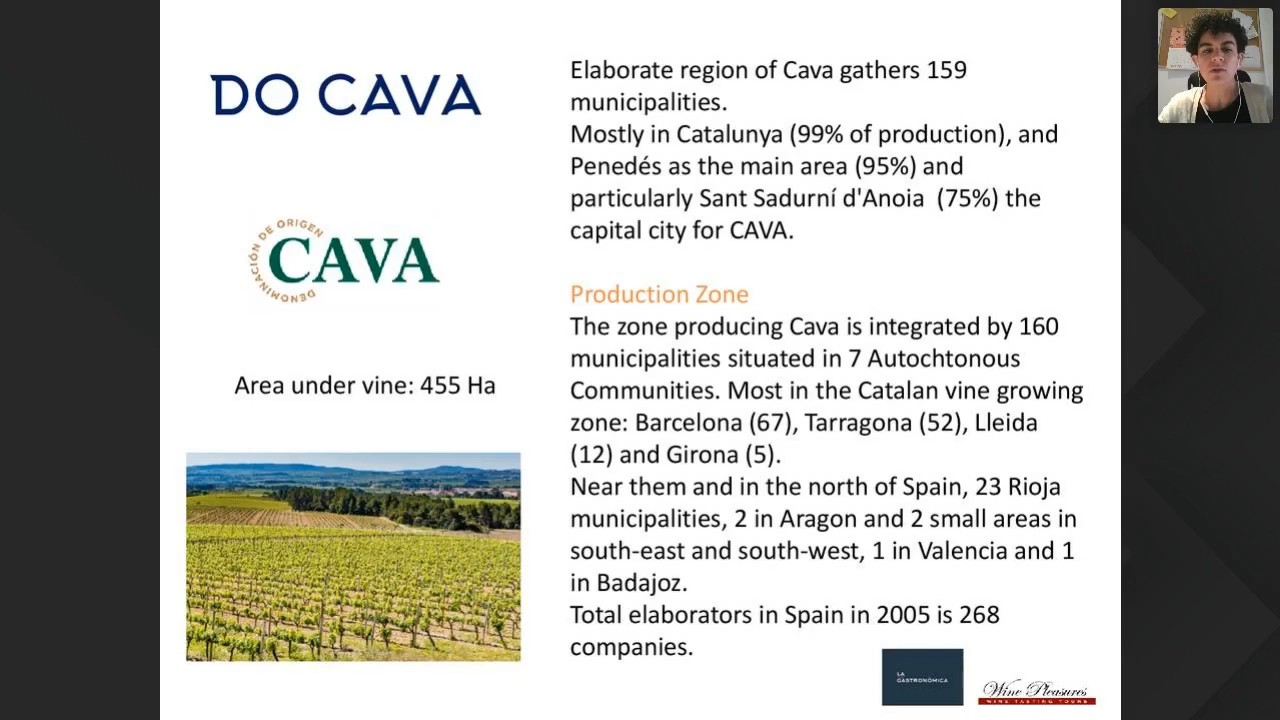 DO CAVA
DENOMINACIÓN DE ORIGEN
CAVA
Area under vine: 455 Ha
Elaborate region of Cava gathers 159
municipalities.
Mostly in Catalunya (99% of production), and
Penedés as the main area (95%) and
particularly Sant Sadurní d'Anoia (75%) the
capital city for CAVA.
Production Zone
The zone producing Cava is integrated by 160
municipalities situated in 7 Autochtonous
Communities. Most in the Catalan vine growing
zone: Barcelona (67), Tarragona (52), Lleida
(12) and Girona (5).
Near them and in the north of Spain, 23 Rioja
municipalities, 2 in Aragon and 2 small areas in
south-east and south-west, 1 in Valencia and 1
in Badajoz.
Total elaborators in Spain in 2005 is 268
companies.
LA
GASTRONÒMICA
Wine Pleasures
WINE TASTING TOURS